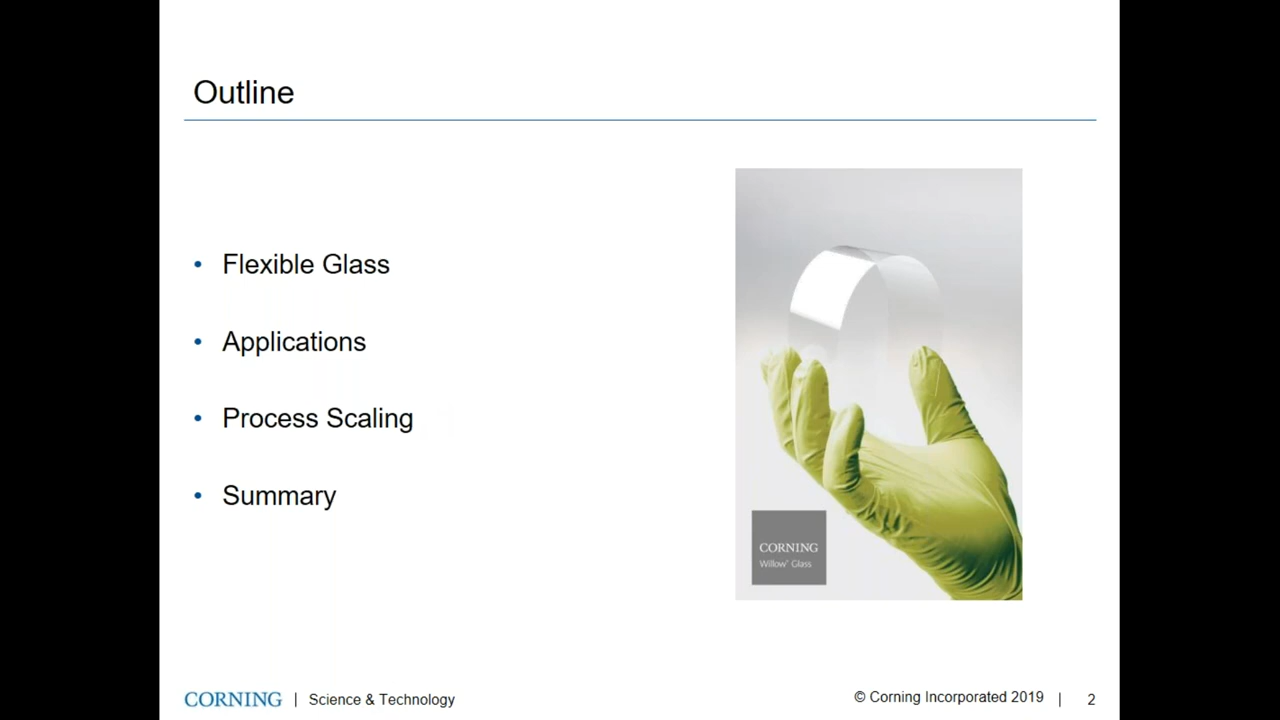 Outline
• Flexible Glass
• Applications
• Process Scaling
• Summary
CORNING
Willow® Glass
CORNING | Science & Technology
© Corning Incorporated 2019 | 2